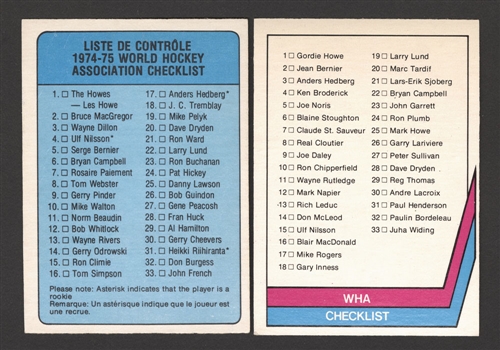 LISTE DE CONTRÔLE
1974-75 WORLD HOCKEY
ASSOCIATION CHECKLIST
1. ☐ The Howes
— Les Howe
2. ☐ Bruce MacGregor
3. ☐ Wayne Dillon
4. ☐ Ulf Nilsson*
5. ☐ Serge Bernier
6. ☐ Bryan Campbell
7. ☐ Rosaire Paiement
8. ☐ Tom Webster
9. ☐ Gerry Pinder
10. ☐ Mike Walton
11. ☐ Norm Beaudin
12. ☐ Bob Whitlock
13. ☐ Wayne Rivers
14. ☐ Gerry Odrowski
15. ☐ Ron Climie
16. ☐ Tom Simpson
17. ☐ Anders Hedberg*
18. ☐ J. C. Tremblay
19. ☐ Mike Pelyk
20. ☐ Dave Dryden
21. ☐ Ron Ward
22. ☐ Larry Lund
23. ☐ Ron Buchanan
24. ☐ Pat Hickey
25. ☐ Danny Lawson
26. ☐ Bob Guindon
27. ☐ Gene Peacosh
28. ☐ Fran Huck
29. ☐ Al Hamilton
30. ☐ Gerry Cheevers
31. ☐ Heikki Riihiranta*
32. ☐ Don Burgess
33. ☐ John French
Please note: Asterisk indicates that the player is a
rookie
Remarque: Un astérisque indique que le joueur est
une recrue.
1 ☐ Gordie Howe
2 ☐ Jean Bernier
3 ☐ Anders Hedberg
4 ☐ Ken Broderick
5 ☐ Joe Noris
6 ☐ Blaine Stoughton
7 ☐ Claude St. Sauveur
8 ☐ Real Cloutier
9 ☐ Joe Daley
10 ☐ Ron Chipperfield
11 ☐ Wayne Rutledge
12 ☐ Mark Napier
13 ☐ Rich Leduc
14 ☐ Don McLeod
15 ☐ Ulf Nilsson
16 ☐ Blair MacDonald
17 ☐ Mike Rogers
18 ☐ Gary Inness
19 ☐ Larry Lund
20 ☐ Marc Tardif
21 ☐ Lars-Erik Sjoberg
22 ☐ Bryan Campbell
23 ☐ John Garrett
24 ☐ Ron Plumb
25 ☐ Mark Howe
26 ☐ Garry Lariviere
27 ☐ Peter Sullivan
28 ☐ Dave Dryden
29 ☐ Reg Thomas
30 ☐ Andre Lacroix
31 ☐ Paul Henderson
32 ☐ Paulin Bordeleau
33 ☐ Juha Widing
WHA
CHECKLIST